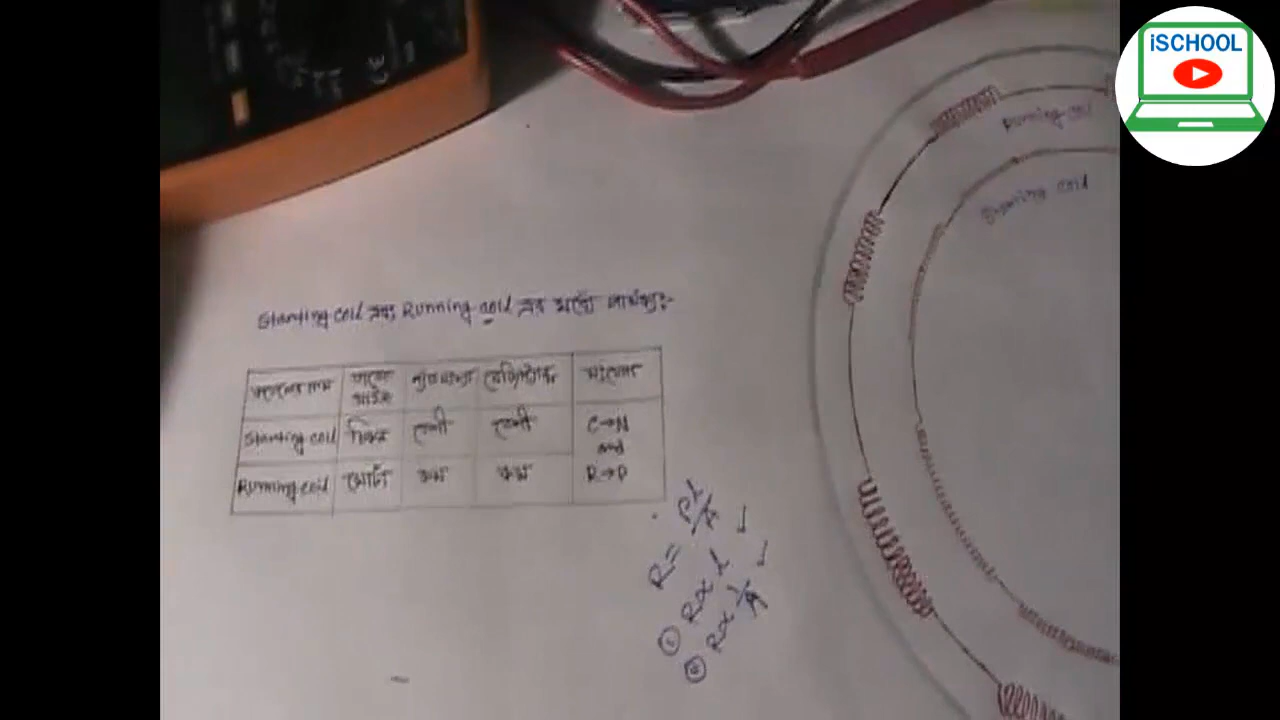 iSCHOOL
Running coil
Starting coil
Starting coil এবং Running coil এর মধ্যে পার্থক্য:-
কয়েলের নাম তারের সাইজ প্যাঁচ সংখ্যা রেজিস্ট্যান্স সংযোগ
Starting coil চিকন বেশী বেশী C→N
and
Running coil মোটা কম কম R→P
R= ρL/A
① R∝ L
② R∝ 1/A